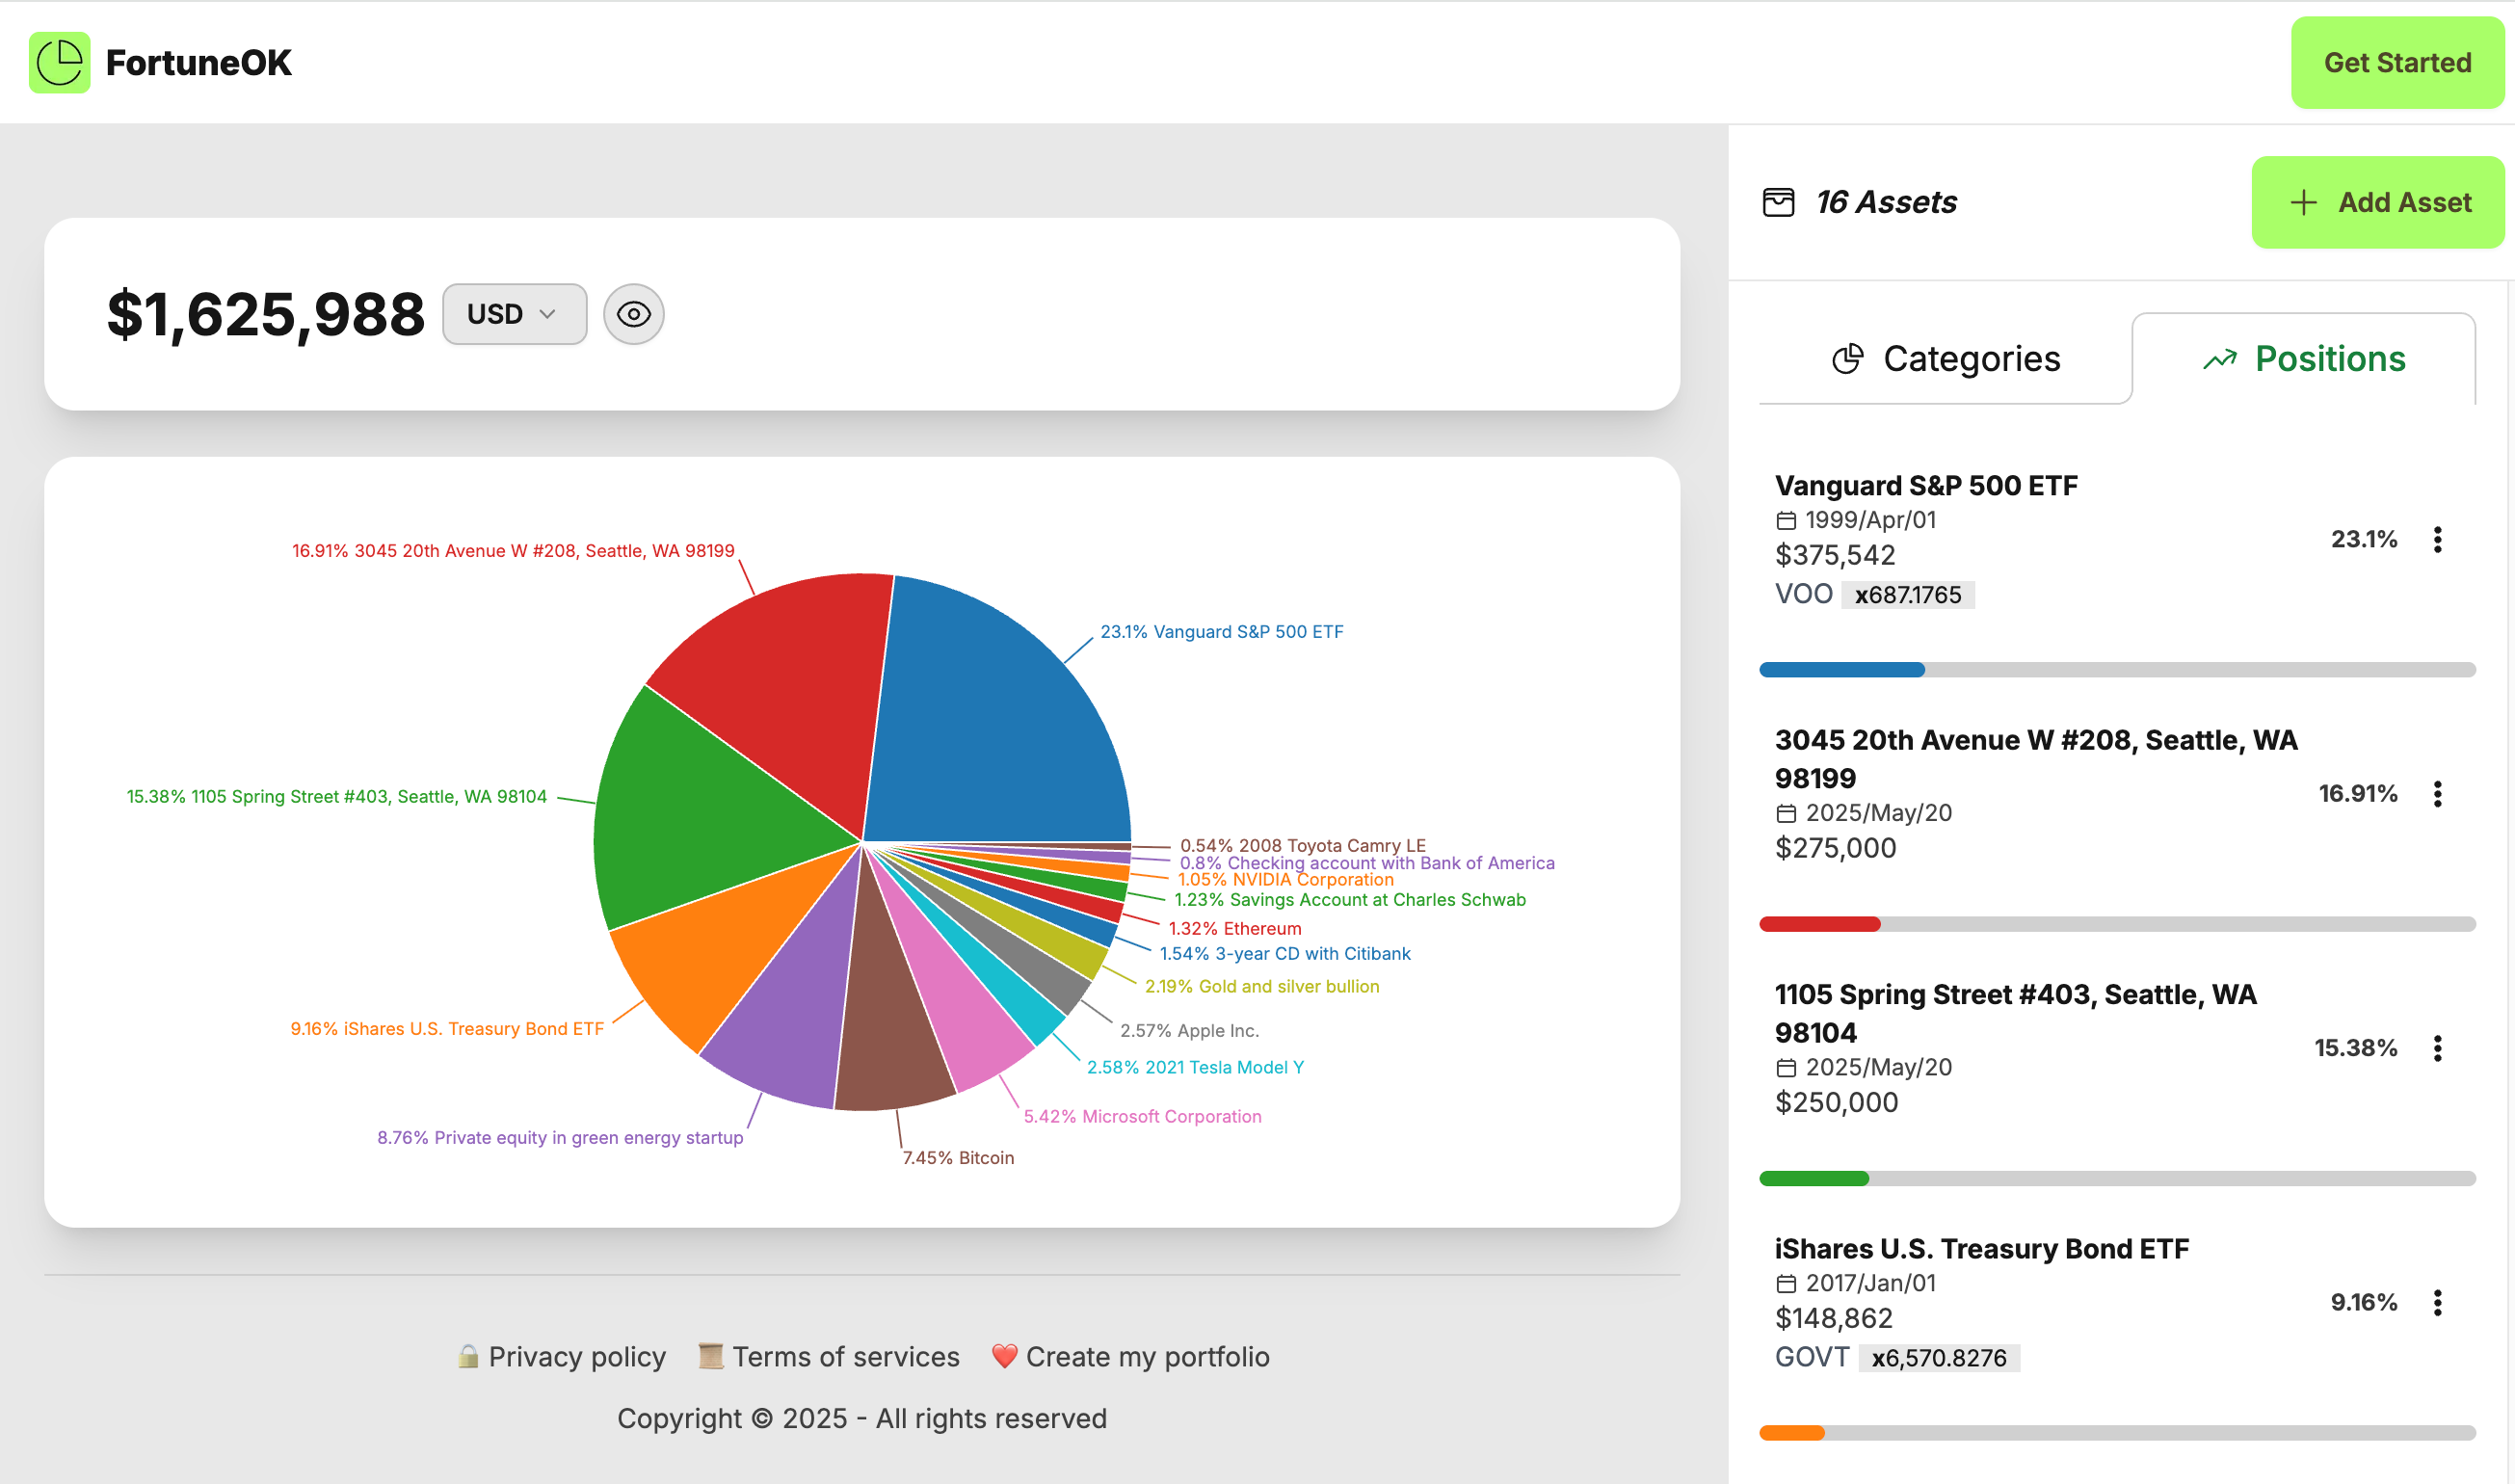 FortuneOK
Get Started
$1,625,988
USD
16.91% 3045 20th Avenue W #208, Seattle, WA 98199
23.1% Vanguard S&P 500 ETF
15.38% 1105 Spring Street #403, Seattle, WA 98104
0.54% 2008 Toyota Camry LE
0.8% Checking account with Bank of America
1.05% NVIDIA Corporation
1.23% Savings Account at Charles Schwab
1.32% Ethereum
1.54% 3-year CD with Citibank
2.19% Gold and silver bullion
9.16% iShares U.S. Treasury Bond ETF
2.57% Apple Inc.
2.58% 2021 Tesla Model Y
5.42% Microsoft Corporation
8.76% Private equity in green energy startup
7.45% Bitcoin
Privacy policy Terms of services Create my portfolio
Copyright © 2025 - All rights reserved
16 Assets
Add Asset
Categories
Positions
Vanguard S&P 500 ETF
1999/Apr/01
$375,542
VOO x687.1765
23.1%
3045 20th Avenue W #208, Seattle, WA
98199
2025/May/20
$275,000
16.91%
1105 Spring Street #403, Seattle, WA
98104
2025/May/20
$250,000
15.38%
iShares U.S. Treasury Bond ETF
2017/Jan/01
$148,862
GOVT x6,570.8276
9.16%